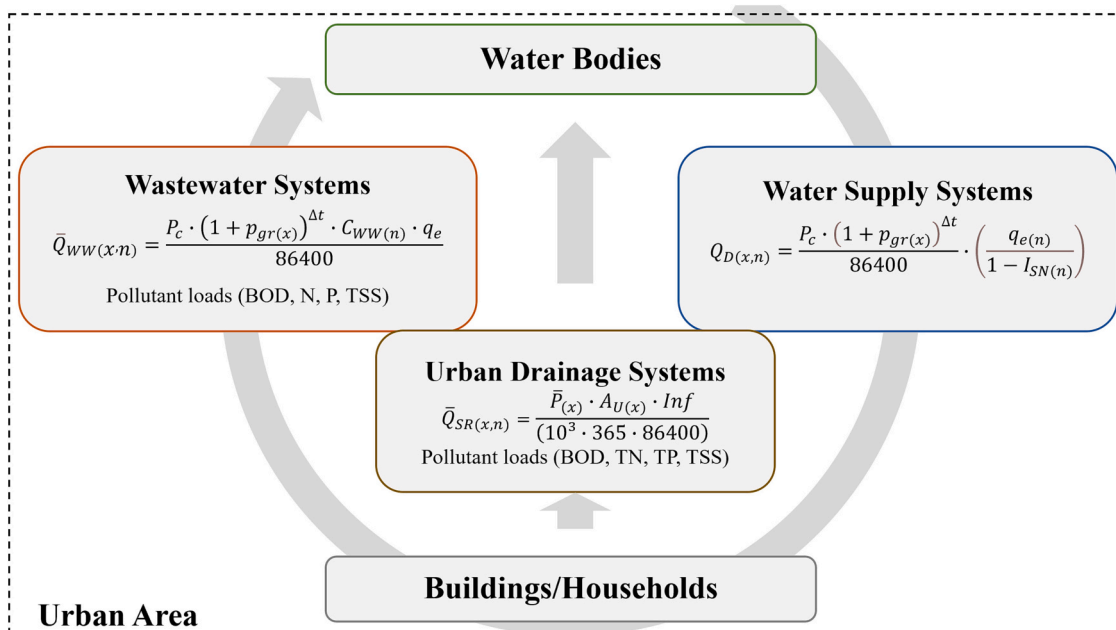 Water Bodies
Wastewater Systems
Q̄_WW(x,n) = (P_c · (1 + p_gr(x))^Δt · C_WW(n) · q_e) / 86400
Pollutant loads (BOD, N, P, TSS)
Water Supply Systems
Q_D(x,n) = (P_c · (1 + p_gr(x))^Δt) / 86400 · (q_e(n) / (1 − I_SN(n)))
Urban Drainage Systems
Q̄_SR(x,n) = (P̄_(x) · A_U(x) · Inf) / (10³ · 365 · 86400)
Pollutant loads (BOD, TN, TP, TSS)
Buildings/Households
Urban Area